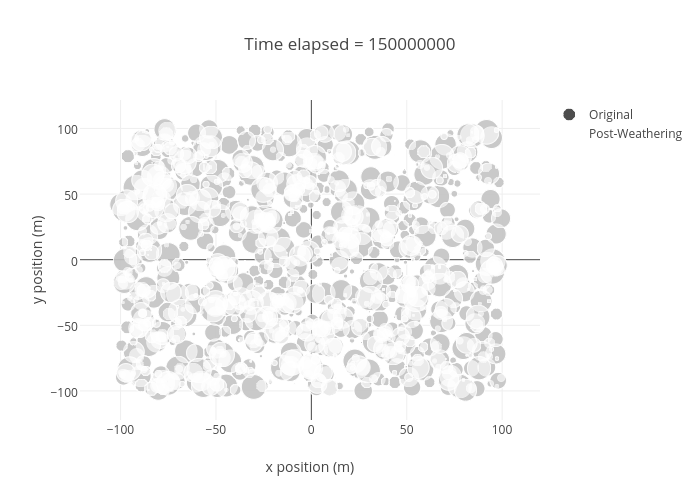 Time elapsed = 150000000
Original
Post-Weathering
100
50
0
−50
−100
y position (m)
−100
−50
0
50
100
x position (m)